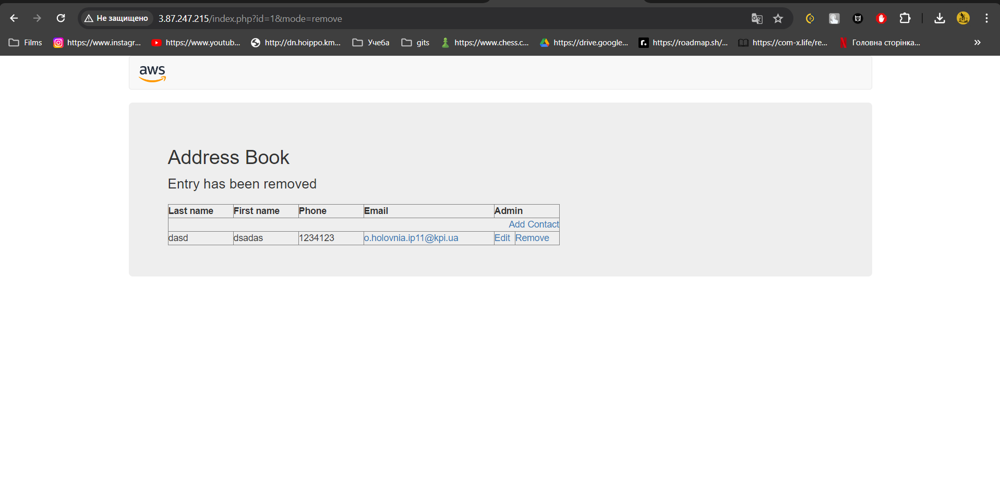 Не защищено 3.87.247.215/index.php?id=1&mode=remove
Films https://www.instagr... https://www.youtub... http://dn.hoippo.km... Учеба gits https://www.chess.c... https://drive.google... https://roadmap.sh/... https://com-x.life/re... Головна сторінка... »
aws
Address Book
Entry has been removed
Last name First name Phone Email Admin
Add Contact
dasd dsadas 1234123 o.holovnia.ip11@kpi.ua Edit Remove